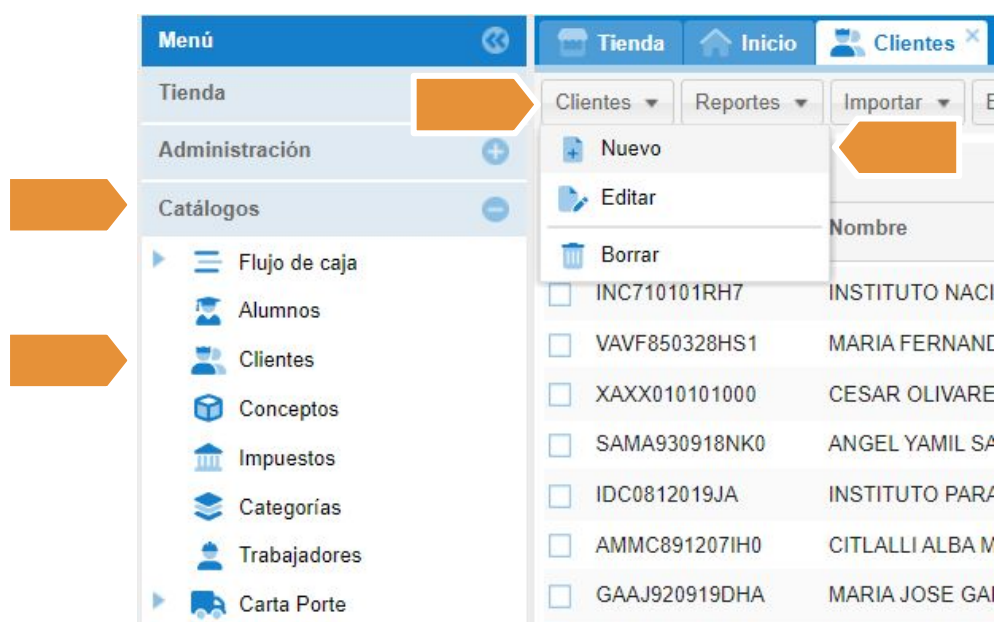 Menú
Tienda
Administración
Catálogos
Flujo de caja
Alumnos
Clientes
Conceptos
Impuestos
Categorías
Trabajadores
Carta Porte
Tienda Inicio Clientes
Clientes Reportes Importar
Nuevo
Editar
Borrar
Nombre
INC710101RH7 INSTITUTO NACI
VAVF850328HS1 MARIA FERNAND
XAXX010101000 CESAR OLIVARE
SAMA930918NK0 ANGEL YAMIL SA
IDC0812019JA INSTITUTO PARA
AMMC891207IH0 CITLALLI ALBA M
GAAJ920919DHA MARIA JOSE GA